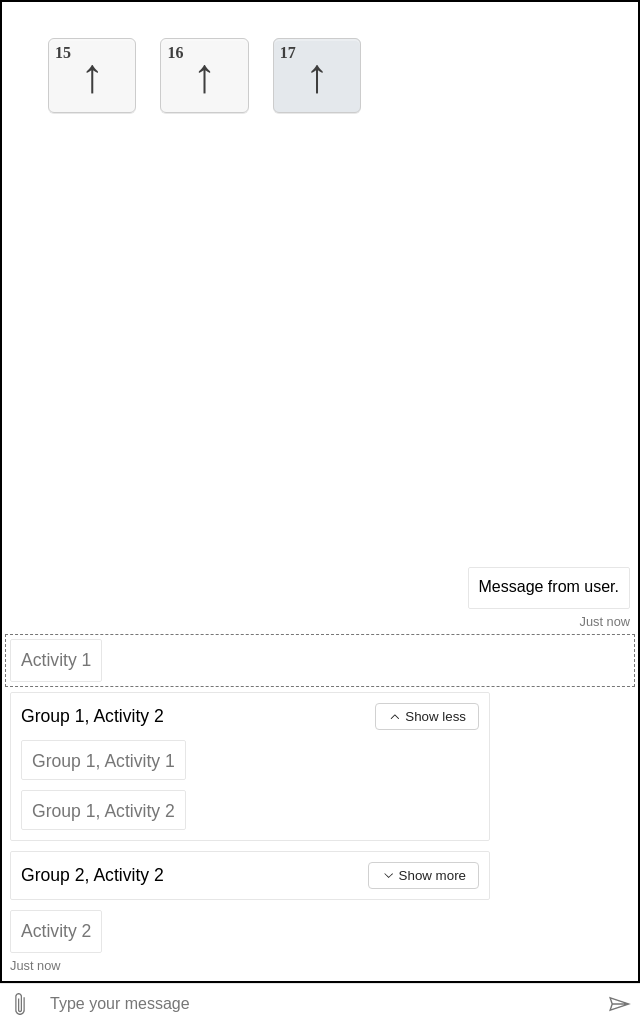 15 ↑ 16 ↑ 17 ↑
Message from user.
Just now
Activity 1
Group 1, Activity 2 Show less
Group 1, Activity 1
Group 1, Activity 2
Group 2, Activity 2 Show more
Activity 2
Just now
Type your message